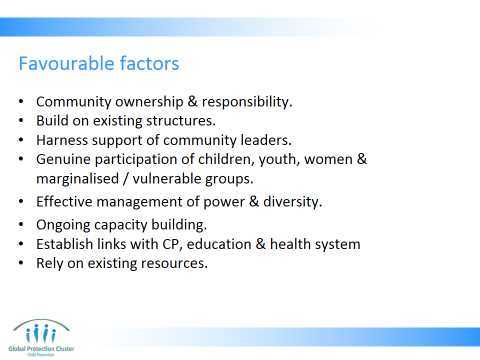 Favourable factors
• Community ownership & responsibility.
• Build on existing structures.
• Harness support of community leaders.
• Genuine participation of children, youth, women &
marginalised / vulnerable groups.
• Effective management of power & diversity.
• Ongoing capacity building.
• Establish links with CP, education & health system
• Rely on existing resources.
Global Protection Cluster
Child Protection